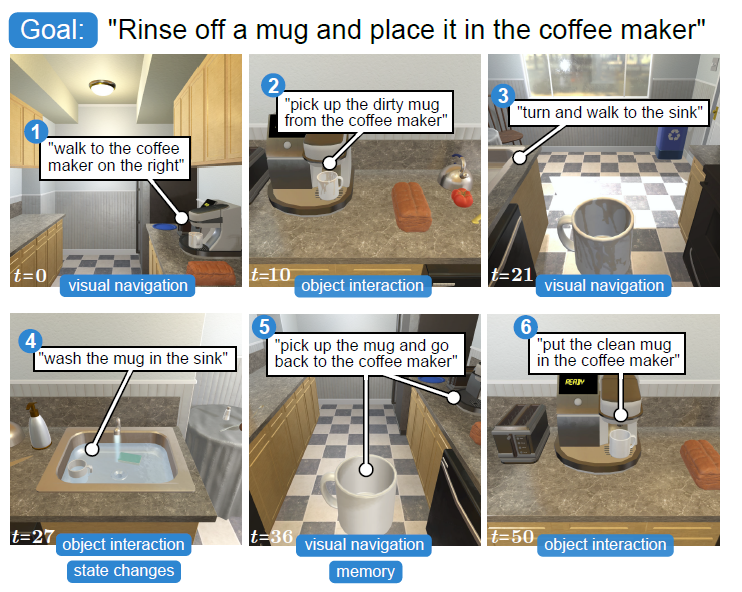 Goal: "Rinse off a mug and place it in the coffee maker"
1
"walk to the coffee
maker on the right"
t=0
visual navigation
2
"pick up the dirty mug
from the coffee maker"
t=10
object interaction
3
"turn and walk to the sink"
t=21
visual navigation
4
"wash the mug in the sink"
t=27
object interaction
state changes
5
"pick up the mug and go
back to the coffee maker"
t=36
visual navigation
memory
6
"put the clean mug
in the coffee maker"
READY
t=50
object interaction